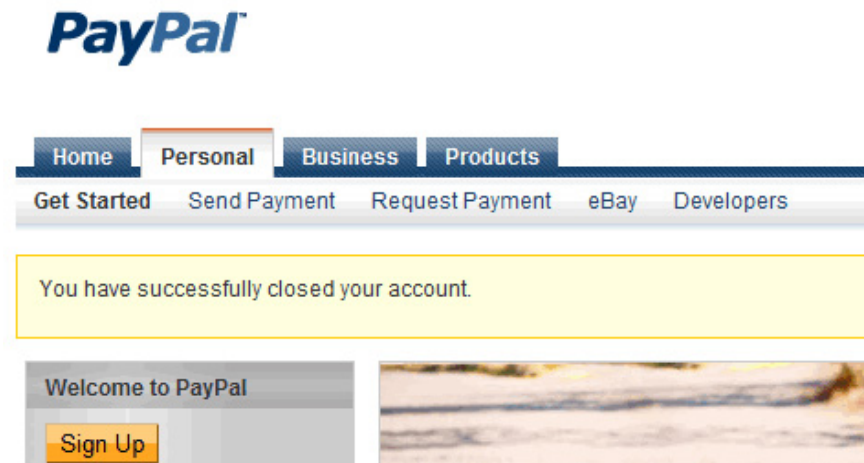 PayPal
Home Personal Business Products
Get Started Send Payment Request Payment eBay Developers
You have successfully closed your account.
Welcome to PayPal
Sign Up